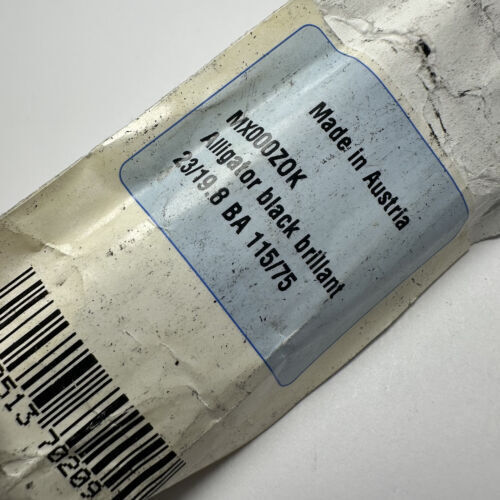 Made in Austria
MX000ZOK
Alligator black brillant
23/19.8 BA 115/75
513 70209